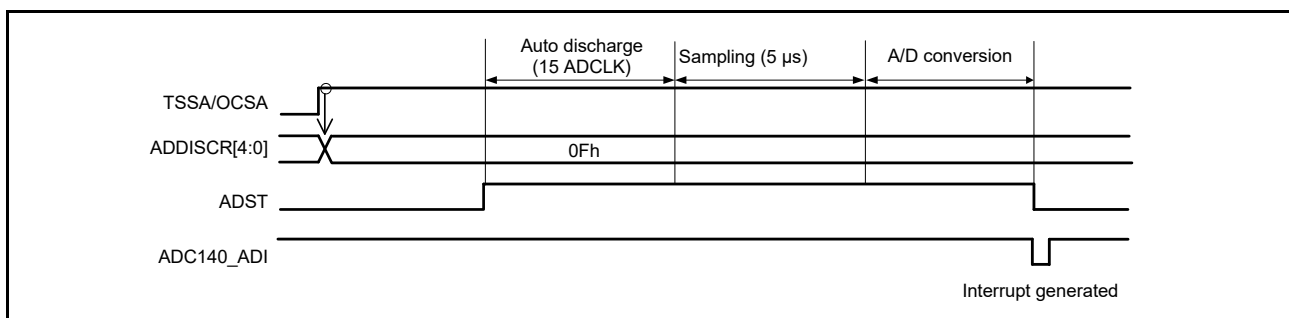 Auto discharge
(15 ADCLK)
Sampling (5 µs)
A/D conversion
TSSA/OCSA
ADDISCR[4:0]
0Fh
ADST
ADC140_ADI
Interrupt generated